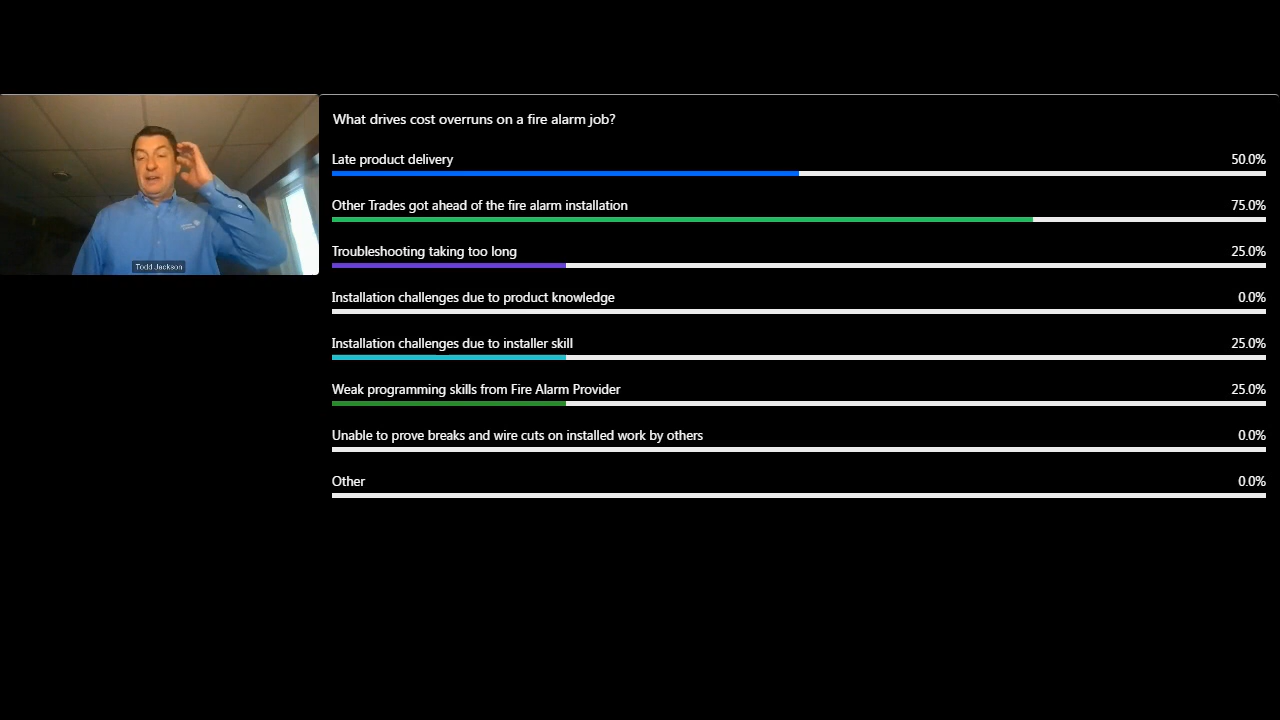 What drives cost overruns on a fire alarm job?
Late product delivery 50.0%
Other Trades got ahead of the fire alarm installation 75.0%
Troubleshooting taking too long 25.0%
Installation challenges due to product knowledge 0.0%
Installation challenges due to installer skill 25.0%
Weak programming skills from Fire Alarm Provider 25.0%
Unable to prove breaks and wire cuts on installed work by others 0.0%
Other 0.0%
Todd Jackson